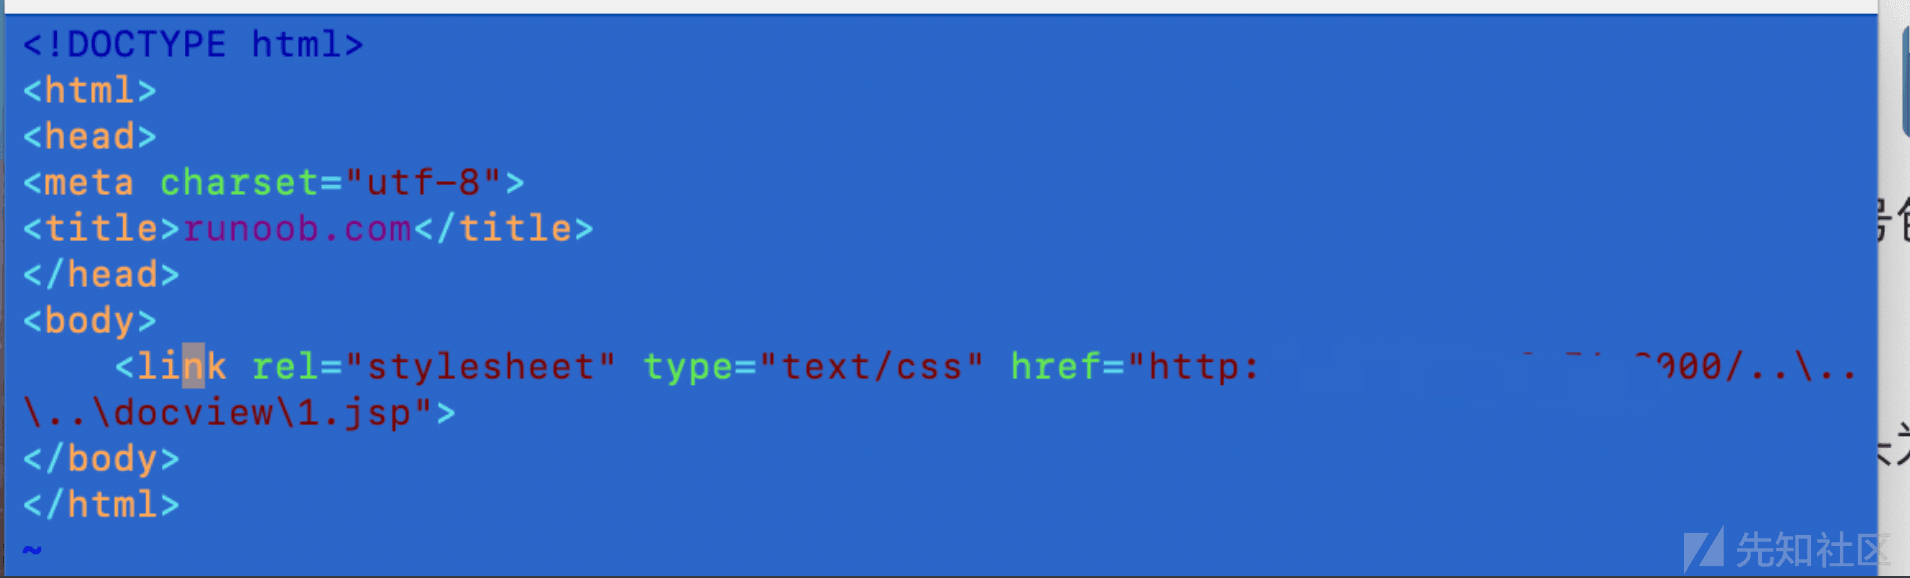 <!DOCTYPE html>
<html>
<head>
<meta charset="utf-8">
<title>runoob.com</title>
</head>
<body>
    <link rel="stylesheet" type="text/css" href="http: 000/..\..
\..\docview\1.jsp">
</body>
</html>
~
先知社区